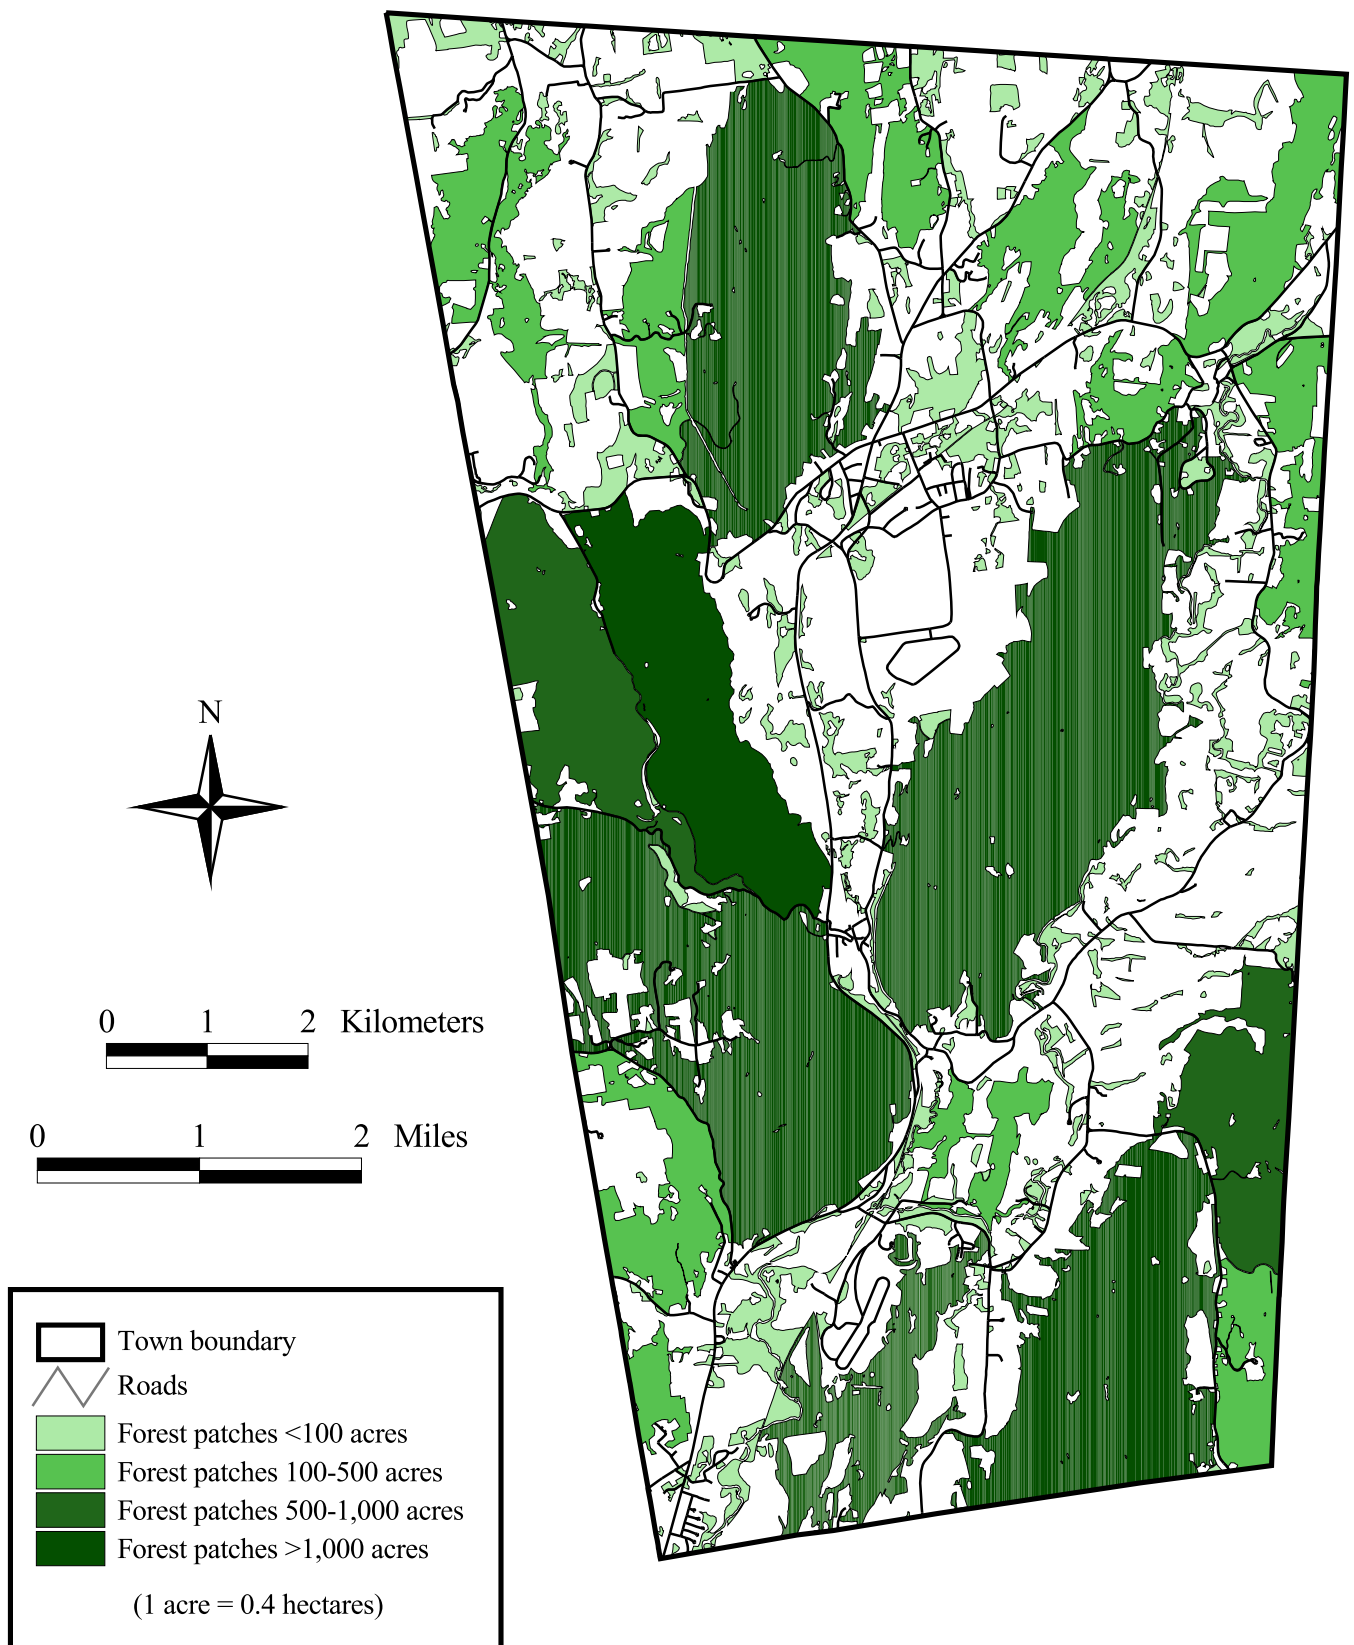 N
0 1 2 Kilometers
0 1 2 Miles
Town boundary
Roads
Forest patches <100 acres
Forest patches 100-500 acres
Forest patches 500-1,000 acres
Forest patches >1,000 acres
(1 acre = 0.4 hectares)